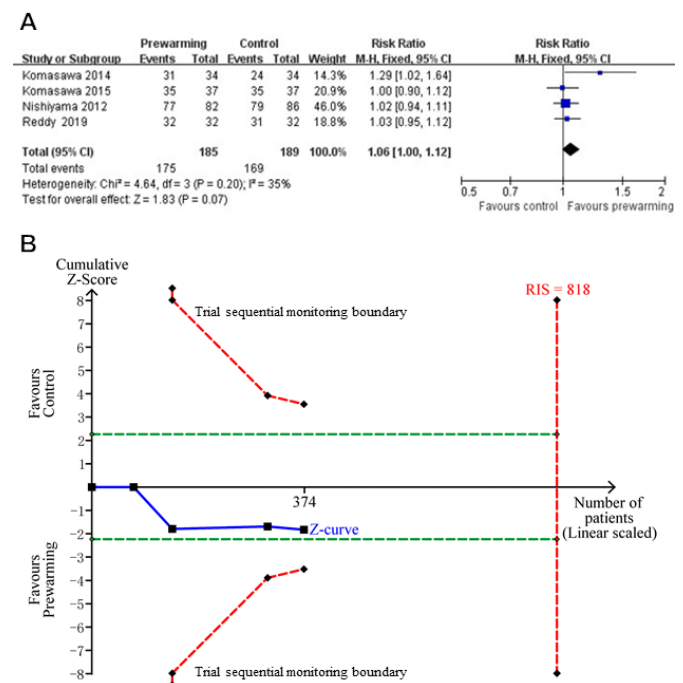 A
Prewarming Control Risk Ratio Risk Ratio
Study or Subgroup Events Total Events Total Weight M-H, Fixed, 95% CI M-H, Fixed, 95% CI
Komasawa 2014 31 34 24 34 14.3% 1.29 [1.02, 1.64]
Komasawa 2015 35 37 35 37 20.9% 1.00 [0.90, 1.12]
Nishiyama 2012 77 82 79 86 46.0% 1.02 [0.94, 1.11]
Reddy 2019 32 32 31 32 18.8% 1.03 [0.95, 1.12]
Total (95% CI) 185 189 100.0% 1.06 [1.00, 1.12]
Total events 175 169
Heterogeneity: Chi² = 4.64, df = 3 (P = 0.20); I² = 35%
Test for overall effect: Z = 1.83 (P = 0.07)
0.5 0.7 1 1.5 2
Favours control Favours prewarming
B
Cumulative
Z-Score
RIS = 818
8
Trial sequential monitoring boundary
7
6
5
4
3
2
1
Favours
Control
374
Number of
patients
(Linear scaled)
-1
-2
Z-curve
-3
-4
-5
-6
-7
-8
Favours
Prewarming
Trial sequential monitoring boundary